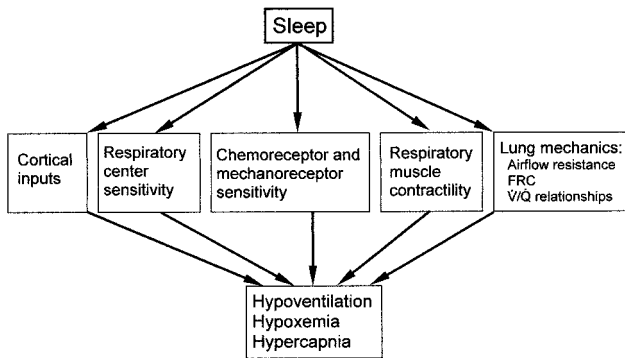 Sleep
Cortical
inputs
Respiratory
center
sensitivity
Chemoreceptor and
mechanoreceptor
sensitivity
Respiratory
muscle
contractility
Lung mechanics:
Airflow resistance
FRC
V̇/Q̇ relationships
Hypoventilation
Hypoxemia
Hypercapnia